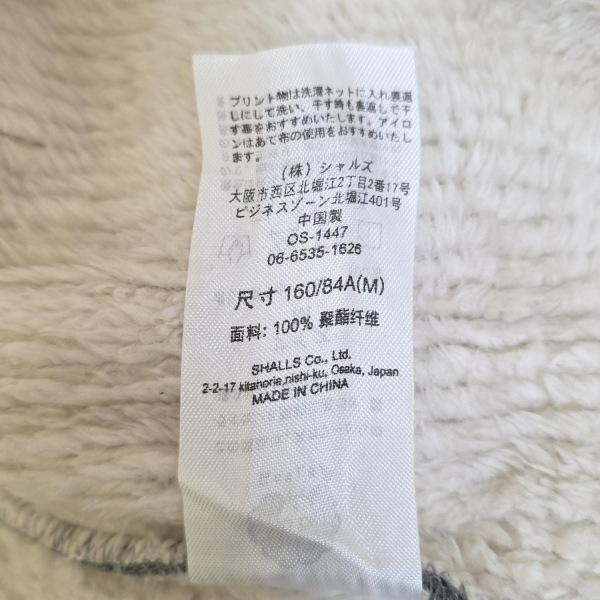 プリント物は洗濯ネットに入れ裏返
しにして洗い、干す時も裏返しで干
す事をおすすめいたします。アイロ
ンはあて布の使用をおすすめいたし
ます。
(株) シャルズ
大阪市西区北堀江2丁目2番17号
ビジネスゾーン北堀江401号
中国製
OS-1447
06-6535-1626
尺寸 160/84A(M)
面料: 100% 聚酯纤维
SHALLS Co., Ltd.
2-2-17 kitahorie,nishi-ku, Osaka, Japan
MADE IN CHINA